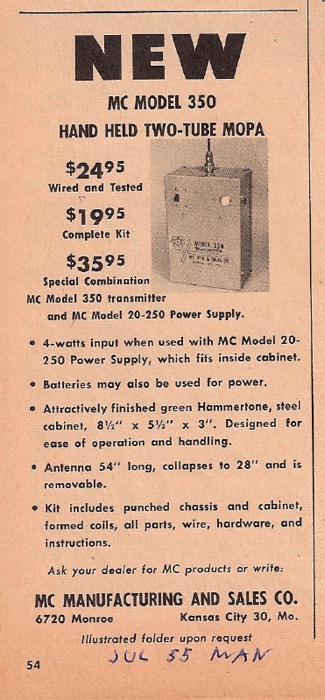 NEW
MC MODEL 350
HAND HELD TWO-TUBE MOPA
$24.95
Wired and Tested
$19.95
Complete Kit
$35.95
Special Combination
MC Model 350 transmitter
and MC Model 20-250 Power Supply.
MODEL 350
• 4-watts input when used with MC Model 20-
250 Power Supply, which fits inside cabinet.
• Batteries may also be used for power.
• Attractively finished green Hammertone, steel
cabinet, 8½" x 5½" x 3". Designed for
ease of operation and handling.
• Antenna 54" long, collapses to 28" and is
removable.
• Kit includes punched chassis and cabinet,
formed coils, all parts, wire, hardware, and
instructions.
Ask your dealer for MC products or write:
MC MANUFACTURING AND SALES CO.
6720 Monroe Kansas City 30, Mo.
Illustrated folder upon request
54 JUL 55 MAN